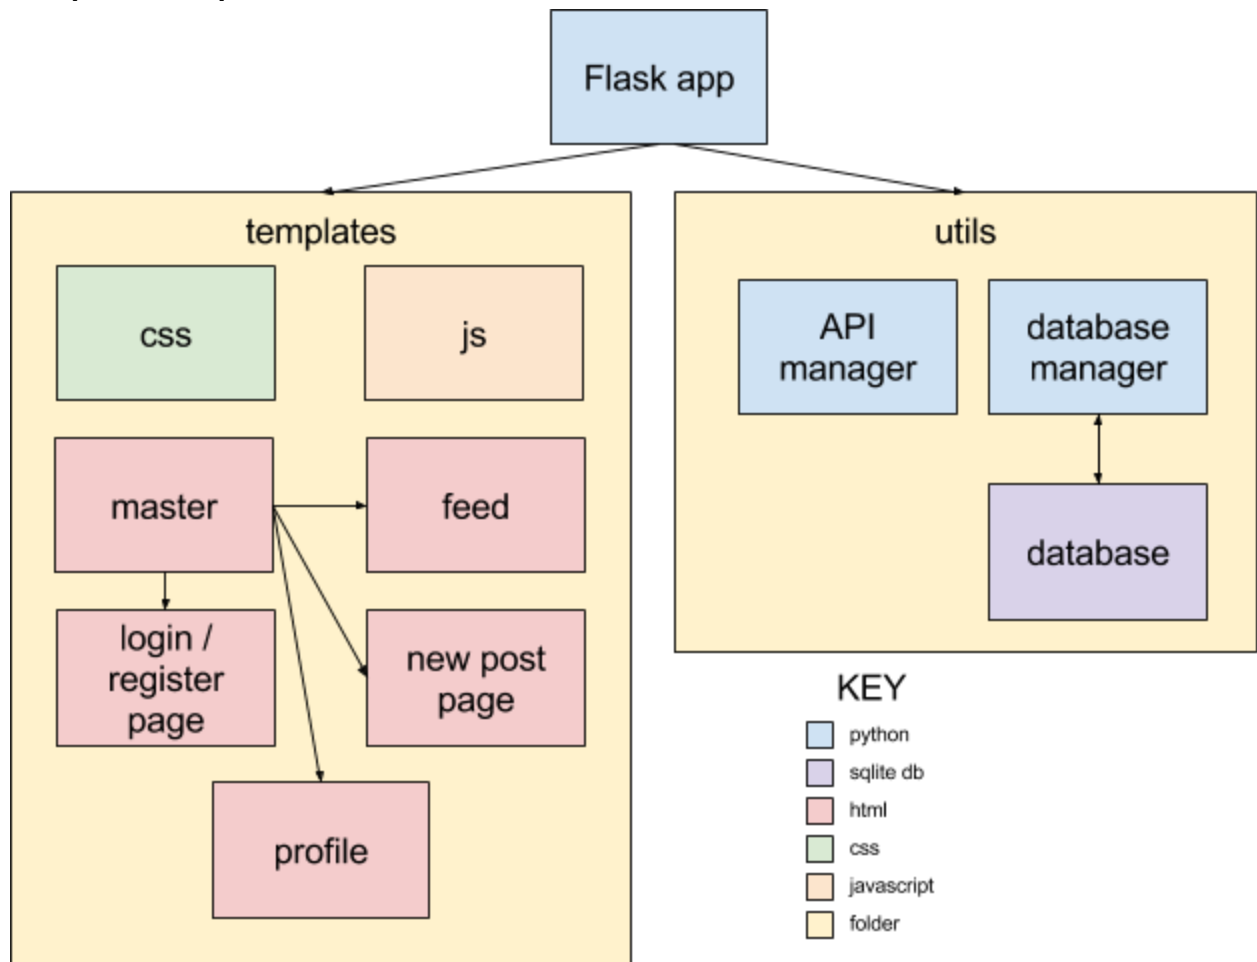 Flask app
templates
utils
css
js
API
manager
database
manager
master
feed
database
login /
register
page
new post
page
profile
KEY
python
sqlite db
html
css
javascript
folder